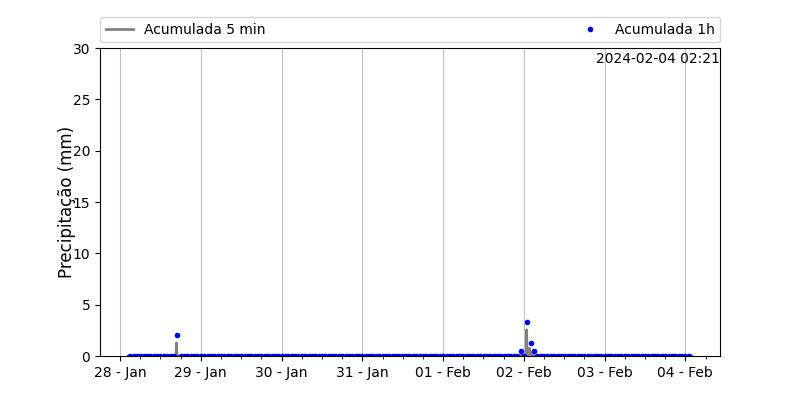 Acumulada 5 min
Acumulada 1h
2024-02-04 02:21
Precipitação (mm)
30
25
20
15
10
5
0
28 - Jan
29 - Jan
30 - Jan
31 - Jan
01 - Feb
02 - Feb
03 - Feb
04 - Feb